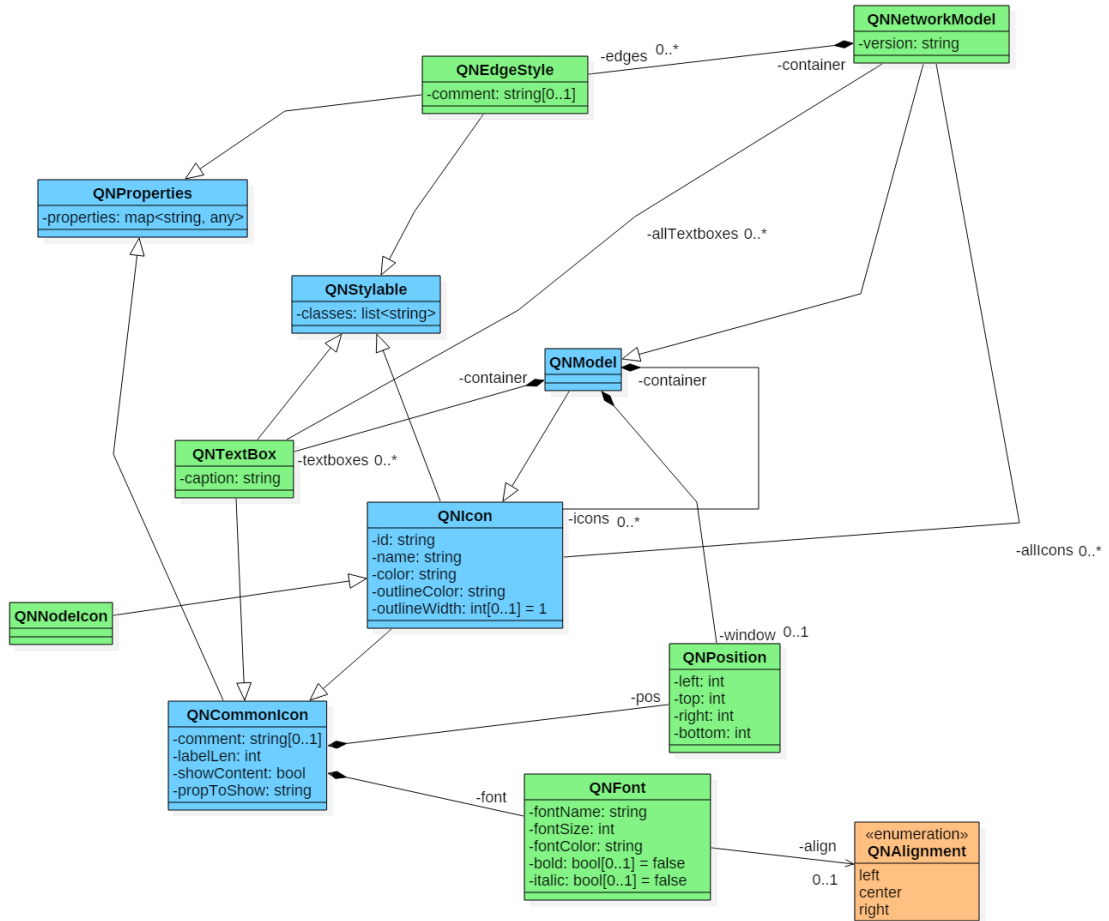 QNNetworkModel
-version: string
-edges 0..*
-container
QNEdgeStyle
-comment: string[0..1]
QNProperties
-properties: map<string, any>
-allTextboxes 0..*
QNStylable
-classes: list<string>
QNModel
-container
-container
QNTextBox
-caption: string
-textboxes 0..*
QNIcon
-id: string
-name: string
-color: string
-outlineColor: string
-outlineWidth: int[0..1] = 1
-icons 0..*
-allIcons 0..*
QNNodeIcon
-window 0..1
QNPosition
-left: int
-top: int
-right: int
-bottom: int
-pos
QNCommonIcon
-comment: string[0..1]
-labelLen: int
-showContent: bool
-propToShow: string
-font
QNFont
-fontName: string
-fontSize: int
-fontColor: string
-bold: bool[0..1] = false
-italic: bool[0..1] = false
-align
0..1
«enumeration»
QNAlignment
left
center
right